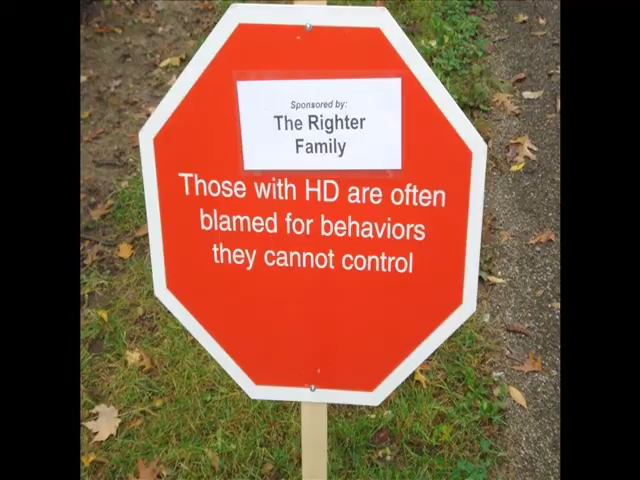 Sponsored by:
The Righter
Family
Those with HD are often
blamed for behaviors
they cannot control